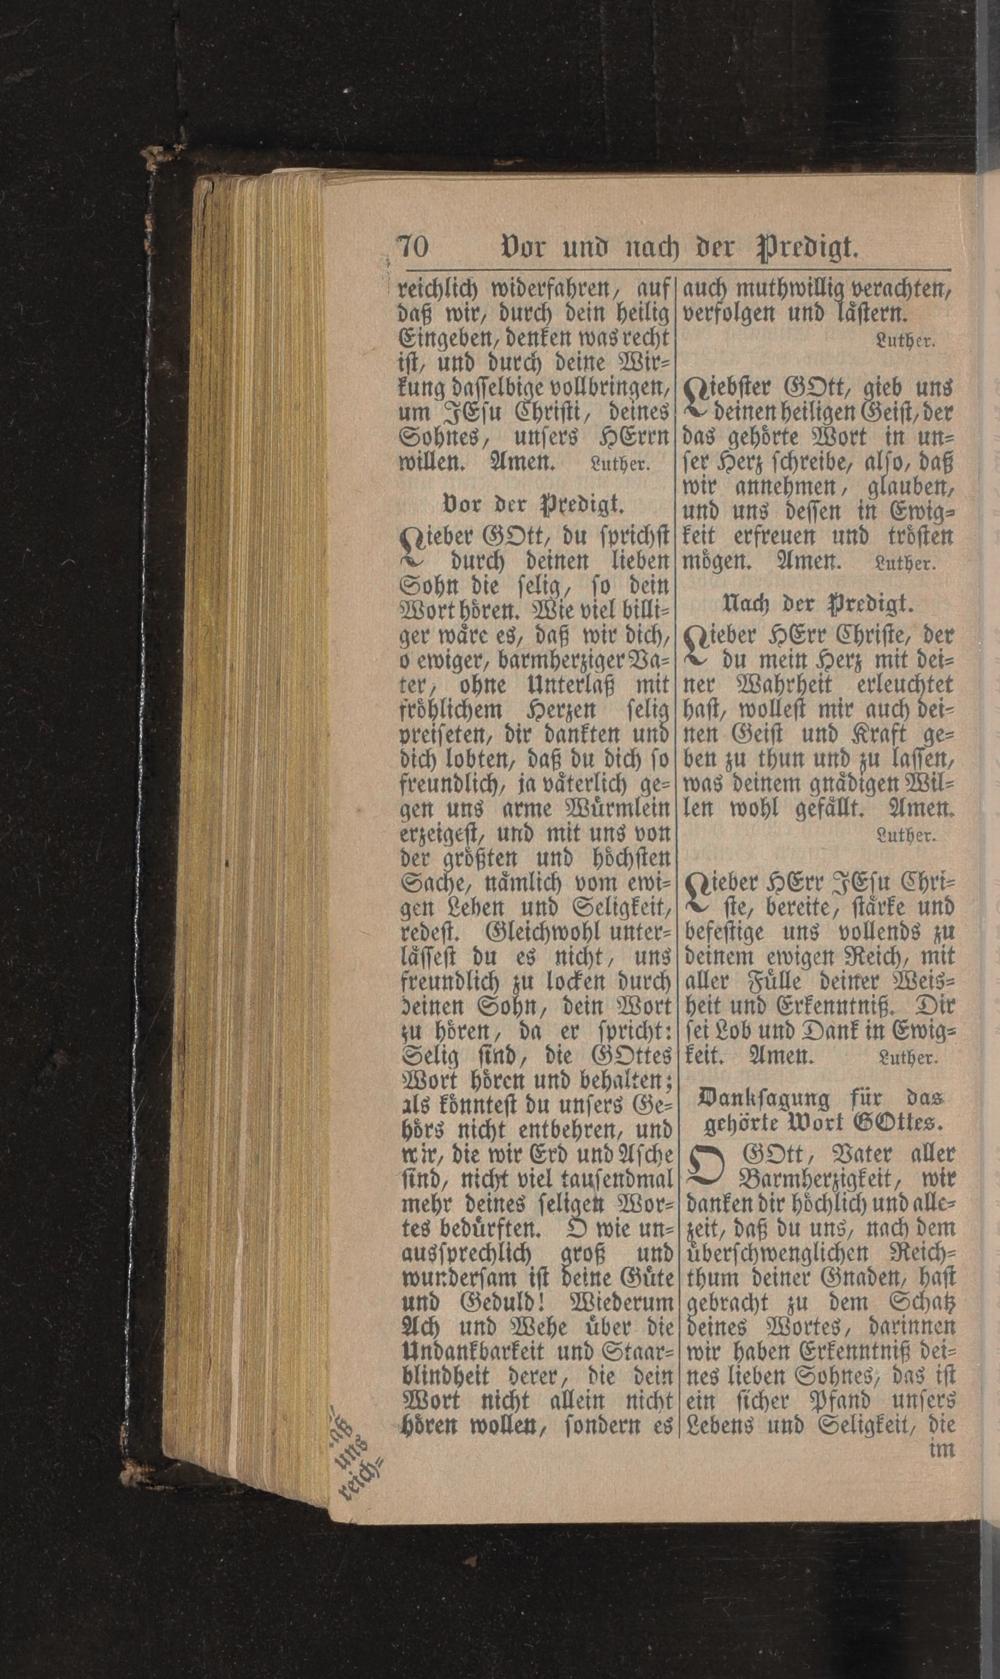 70 Vor und nach der Predigt.
reichlich widerfahren, auf
daß wir, durch dein heilig
Eingeben, denken was recht
ist, und durch deine Wir-
kung dasselbige vollbringen,
um JEsu Christi, deines
Sohnes, unsers HErrn
willen. Amen. Luther.
Vor der Predigt.
Lieber GOtt, du sprichst
durch deinen lieben
Sohn die selig, so dein
Wort hören. Wie viel billi-
ger wäre es, daß wir dich,
o ewiger, barmherziger Va-
ter, ohne Unterlaß mit
fröhlichem Herzen selig
preiseten, dir dankten und
dich lobten, daß du dich so
freundlich, ja väterlich ge-
gen uns arme Würmlein
erzeigest, und mit uns von
der größten und höchsten
Sache, nämlich vom ewi-
gen Leben und Seligkeit,
redest. Gleichwohl unter-
lässest du es nicht, uns
freundlich zu locken durch
deinen Sohn, dein Wort
zu hören, da er spricht:
Selig sind, die GOttes
Wort hören und behalten;
als könntest du unsers Ge-
hörs nicht entbehren, und
wir, die wir Erd und Asche
sind, nicht viel tausendmal
mehr deines seligen Wor-
tes bedürften. O wie un-
aussprechlich groß und
wundersam ist deine Güte
und Geduld! Wiederum
Ach und Wehe über die
Undankbarkeit und Staar-
blindheit derer, die dein
Wort nicht allein nicht
hören wollen, sondern es
auch muthwillig verachten,
verfolgen und lästern.
Luther.
Liebster GOtt, gieb uns
deinen heiligen Geist, der
das gehörte Wort in un-
ser Herz schreibe, also, daß
wir annehmen, glauben,
und uns dessen in Ewig-
keit erfreuen und trösten
mögen. Amen. Luther.
Nach der Predigt.
Lieber HErr Christe, der
du mein Herz mit dei-
ner Wahrheit erleuchtet
hast, wollest mir auch dei-
nen Geist und Kraft ge-
ben zu thun und zu lassen,
was deinem gnädigen Wil-
len wohl gefällt. Amen.
Luther.
Lieber HErr JEsu Chri-
ste, bereite, stärke und
befestige uns vollends zu
deinem ewigen Reich, mit
aller Fülle deiner Weis-
heit und Erkenntniß. Dir
sei Lob und Dank in Ewig-
keit. Amen. Luther.
Danksagung für das
gehörte Wort GOttes.
O GOtt, Vater aller
Barmherzigkeit, wir
danken dir höchlich und alle-
zeit, daß du uns, nach dem
überschwenglichen Reich-
thum deiner Gnaden, hast
gebracht zu dem Schatz
deines Wortes, darinnen
wir haben Erkenntniß dei-
nes lieben Sohnes, das ist
ein sicher Pfand unsers
Lebens und Seligkeit, die
im
uns
reich-